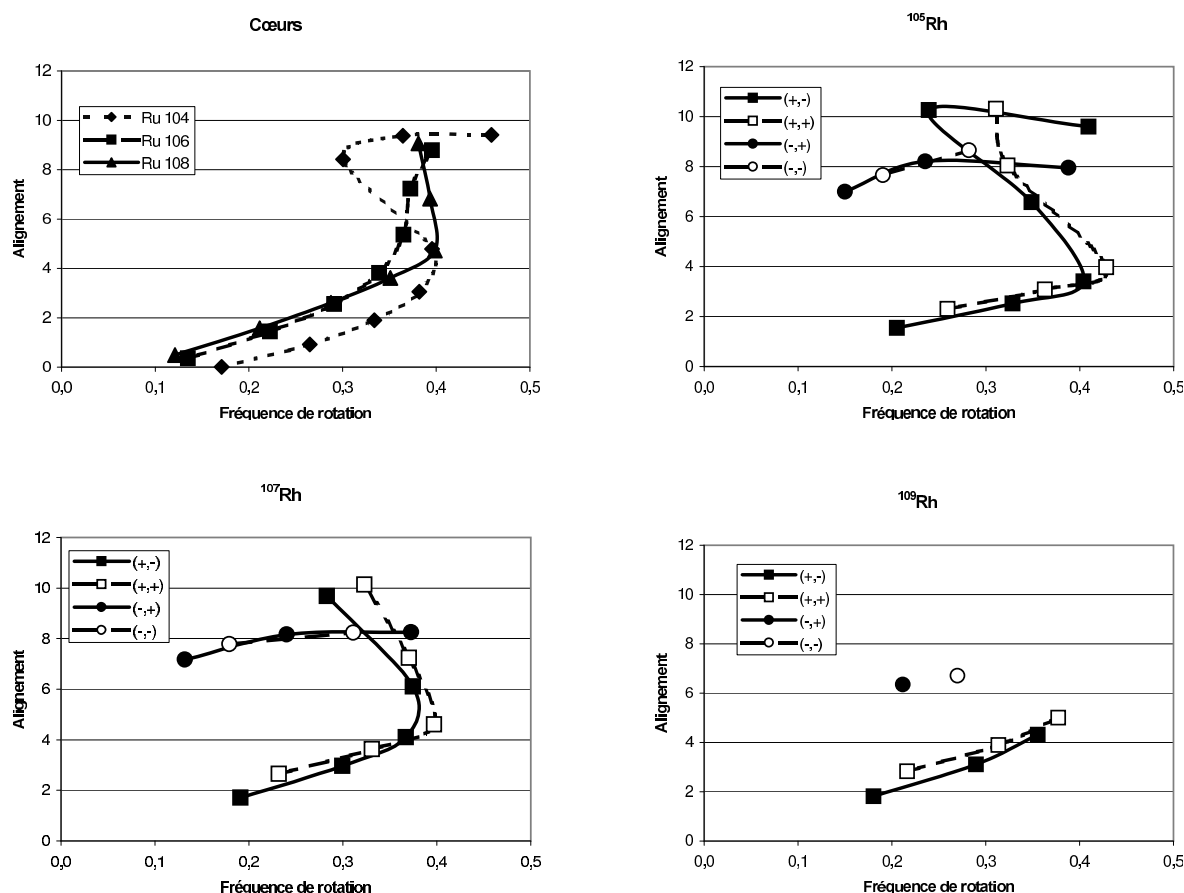 Cœurs
12
10
8
6
4
2
0
Alignement
Ru 104
Ru 106
Ru 108
0,0 0,1 0,2 0,3 0,4 0,5
Fréquence de rotation
105Rh
12
10
8
6
4
2
0
Alignement
(+,-)
(+,+)
(-,+)
(-,-)
0,0 0,1 0,2 0,3 0,4 0,5
Fréquence de rotation
107Rh
12
10
8
6
4
2
0
Alignement
(+,-)
(+,+)
(-,+)
(-,-)
0,0 0,1 0,2 0,3 0,4 0,5
Fréquence de rotation
109Rh
12
10
8
6
4
2
0
Alignement
(+,-)
(+,+)
(-,+)
(-,-)
0,0 0,1 0,2 0,3 0,4 0,5
Fréquence de rotation